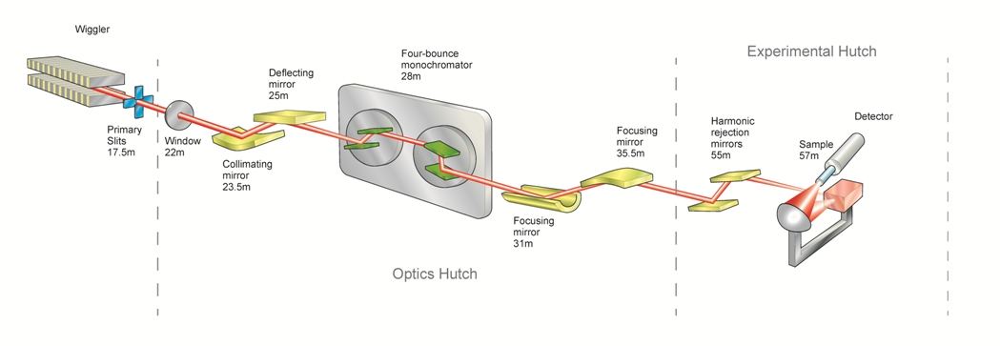 Wiggler
Primary
Slits
17.5m
Window
22m
Collimating
mirror
23.5m
Deflecting
mirror
25m
Four-bounce
monochromator
28m
Focusing
mirror
31m
Optics Hutch
Focusing
mirror
35.5m
Experimental Hutch
Harmonic
rejection
mirrors
55m
Sample
57m
Detector